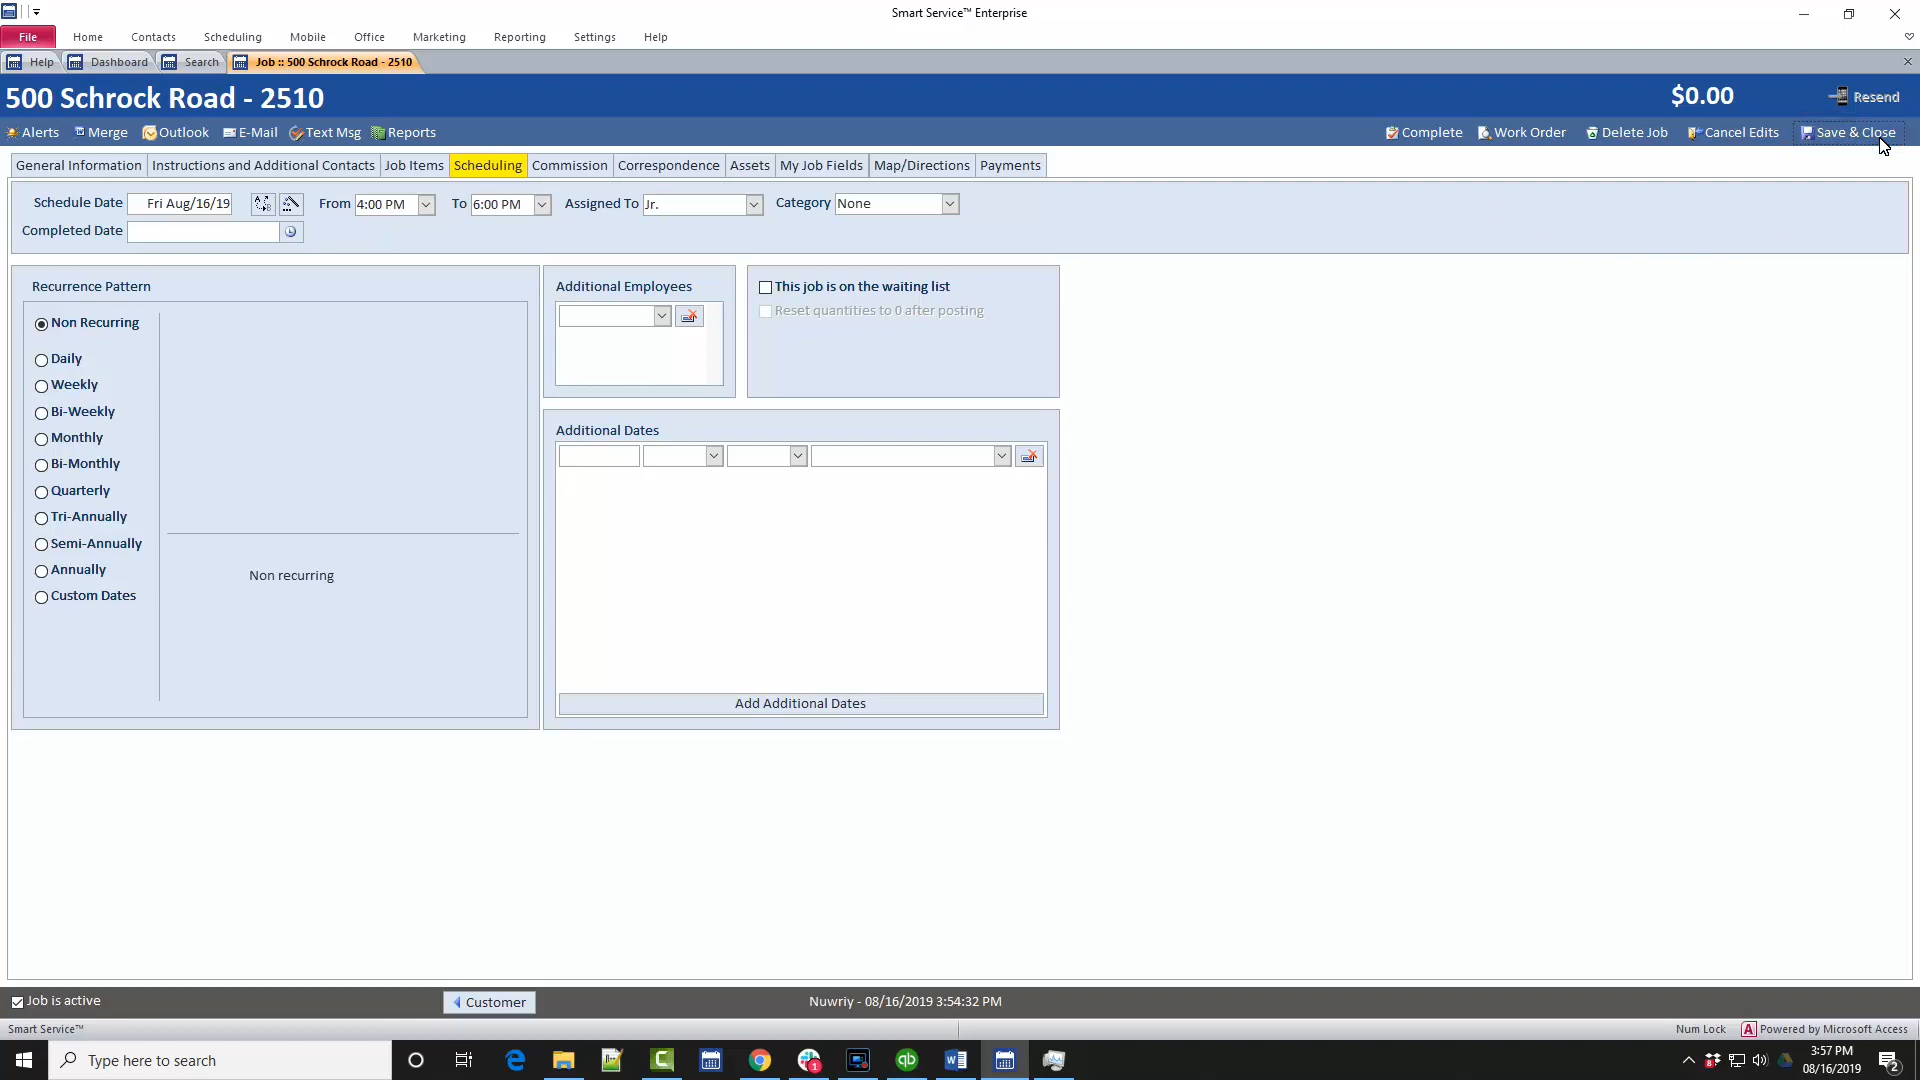 Smart Service™ Enterprise
File Home Contacts Scheduling Mobile Office Marketing Reporting Settings Help
Help Dashboard Search Job :: 500 Schrock Road - 2510
500 Schrock Road - 2510 $0.00 Resend
Alerts Merge Outlook E-Mail Text Msg Reports Complete Work Order Delete Job Cancel Edits Save & Close
General Information Instructions and Additional Contacts Job Items Scheduling Commission Correspondence Assets My Job Fields Map/Directions Payments
Schedule Date Fri Aug/16/19 From 4:00 PM To 6:00 PM Assigned To Jr. Category None
Completed Date
Recurrence Pattern
Non Recurring
Daily
Weekly
Bi-Weekly
Monthly
Bi-Monthly
Quarterly
Tri-Annually
Semi-Annually
Annually
Custom Dates
Non recurring
Additional Employees
This job is on the waiting list
Reset quantities to 0 after posting
Additional Dates
Add Additional Dates
Job is active Customer Nuwriy - 08/16/2019 3:54:32 PM
Smart Service™ Num Lock A Powered by Microsoft Access
Type here to search
3:57 PM
08/16/2019